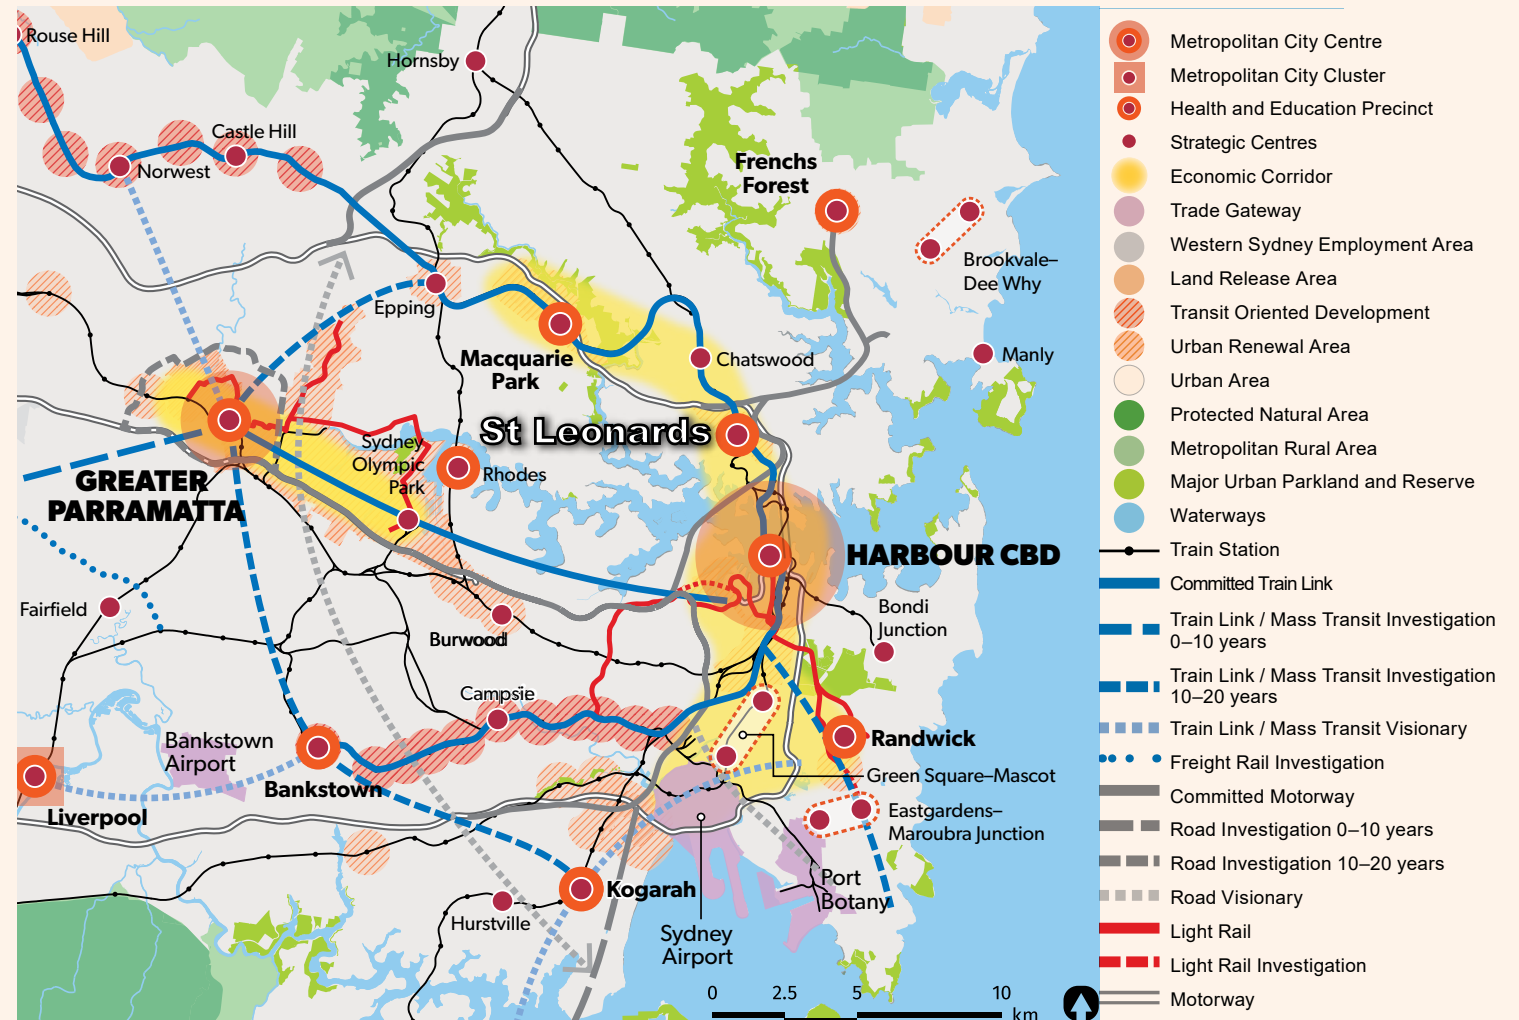 Rouse Hill
Hornsby
Castle Hill
Norwest
Frenchs
Forest
Brookvale–
Dee Why
Epping
Manly
Macquarie
Park
Chatswood
St Leonards
Sydney
Olympic
Park
Rhodes
GREATER
PARRAMATTA
HARBOUR CBD
Fairfield
Bondi
Junction
Burwood
Campsie
Bankstown
Airport
Randwick
Green Square–Mascot
Bankstown
Liverpool
Eastgardens–
Maroubra Junction
Port
Botany
Kogarah
Hurstville
Sydney
Airport
0 2.5 5 10
km
Metropolitan City Centre
Metropolitan City Cluster
Health and Education Precinct
Strategic Centres
Economic Corridor
Trade Gateway
Western Sydney Employment Area
Land Release Area
Transit Oriented Development
Urban Renewal Area
Urban Area
Protected Natural Area
Metropolitan Rural Area
Major Urban Parkland and Reserve
Waterways
Train Station
Committed Train Link
Train Link / Mass Transit Investigation
0–10 years
Train Link / Mass Transit Investigation
10–20 years
Train Link / Mass Transit Visionary
Freight Rail Investigation
Committed Motorway
Road Investigation 0–10 years
Road Investigation 10–20 years
Road Visionary
Light Rail
Light Rail Investigation
Motorway